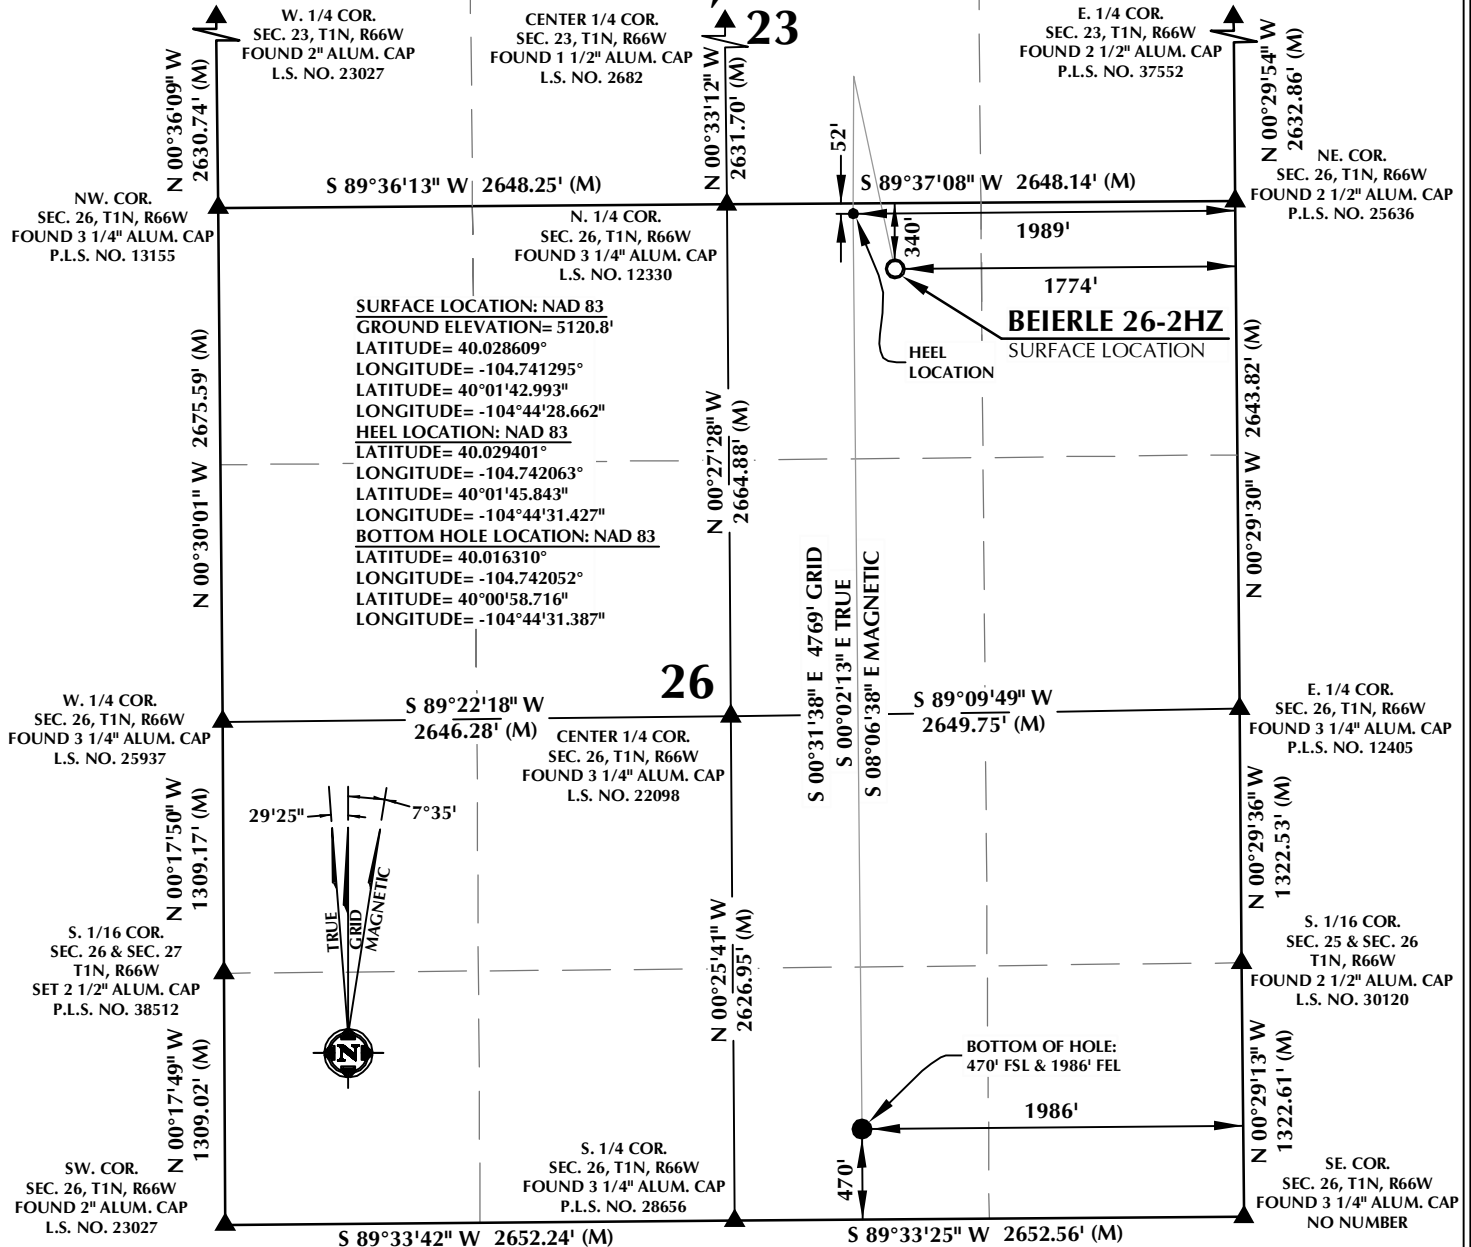 W. 1/4 COR.
SEC. 23, T1N, R66W
FOUND 2" ALUM. CAP
L.S. NO. 23027
CENTER 1/4 COR.
SEC. 23, T1N, R66W
FOUND 1 1/2" ALUM. CAP
L.S. NO. 2682
23
E. 1/4 COR.
SEC. 23, T1N, R66W
FOUND 2 1/2" ALUM. CAP
P.L.S. NO. 37552
N 00°36'09" W
2630.74' (M)
N 00°33'12" W
2631.70' (M)
N 00°29'54" W
2632.86' (M)
NW. COR.
SEC. 26, T1N, R66W
FOUND 3 1/4" ALUM. CAP
P.L.S. NO. 13155
S 89°36'13" W 2648.25' (M)
N. 1/4 COR.
SEC. 26, T1N, R66W
FOUND 3 1/4" ALUM. CAP
L.S. NO. 12330
52'
S 89°37'08" W 2648.14' (M)
NE. COR.
SEC. 26, T1N, R66W
FOUND 2 1/2" ALUM. CAP
P.L.S. NO. 25636
1989'
340'
1774'
BEIERLE 26-2HZ
SURFACE LOCATION
HEEL
LOCATION
SURFACE LOCATION: NAD 83
GROUND ELEVATION= 5120.8'
LATITUDE= 40.028609°
LONGITUDE= -104.741295°
LATITUDE= 40°01'42.993"
LONGITUDE= -104°44'28.662"
HEEL LOCATION: NAD 83
LATITUDE= 40.029401°
LONGITUDE= -104.742063°
LATITUDE= 40°01'45.843"
LONGITUDE= -104°44'31.427"
BOTTOM HOLE LOCATION: NAD 83
LATITUDE= 40.016310°
LONGITUDE= -104.742052°
LATITUDE= 40°00'58.716"
LONGITUDE= -104°44'31.387"
N 00°30'01" W 2675.59' (M)
N 00°27'28" W
2664.88' (M)
N 00°29'30" W 2643.82' (M)
S 00°31'38" E 4769' GRID
S 00°02'13" E TRUE
S 08°06'38" E MAGNETIC
26
W. 1/4 COR.
SEC. 26, T1N, R66W
FOUND 3 1/4" ALUM. CAP
L.S. NO. 25937
S 89°22'18" W
2646.28' (M)
CENTER 1/4 COR.
SEC. 26, T1N, R66W
FOUND 3 1/4" ALUM. CAP
L.S. NO. 22098
S 89°09'49" W
2649.75' (M)
E. 1/4 COR.
SEC. 26, T1N, R66W
FOUND 3 1/4" ALUM. CAP
P.L.S. NO. 12405
N 00°17'50" W
1309.17' (M)
29'25"
7°35'
TRUE
GRID
MAGNETIC
N
N 00°29'36" W
1322.53' (M)
S. 1/16 COR.
SEC. 26 & SEC. 27
T1N, R66W
SET 2 1/2" ALUM. CAP
P.L.S. NO. 38512
N 00°25'41" W
2626.95' (M)
S. 1/16 COR.
SEC. 25 & SEC. 26
T1N, R66W
FOUND 2 1/2" ALUM. CAP
L.S. NO. 30120
N 00°17'49" W
1309.02' (M)
BOTTOM OF HOLE:
470' FSL & 1986' FEL
1986'
470'
N 00°29'13" W
1322.61' (M)
SW. COR.
SEC. 26, T1N, R66W
FOUND 2" ALUM. CAP
L.S. NO. 23027
S. 1/4 COR.
SEC. 26, T1N, R66W
FOUND 3 1/4" ALUM. CAP
P.L.S. NO. 28656
SE. COR.
SEC. 26, T1N, R66W
FOUND 3 1/4" ALUM. CAP
NO NUMBER
S 89°33'42" W 2652.24' (M)
S 89°33'25" W 2652.56' (M)